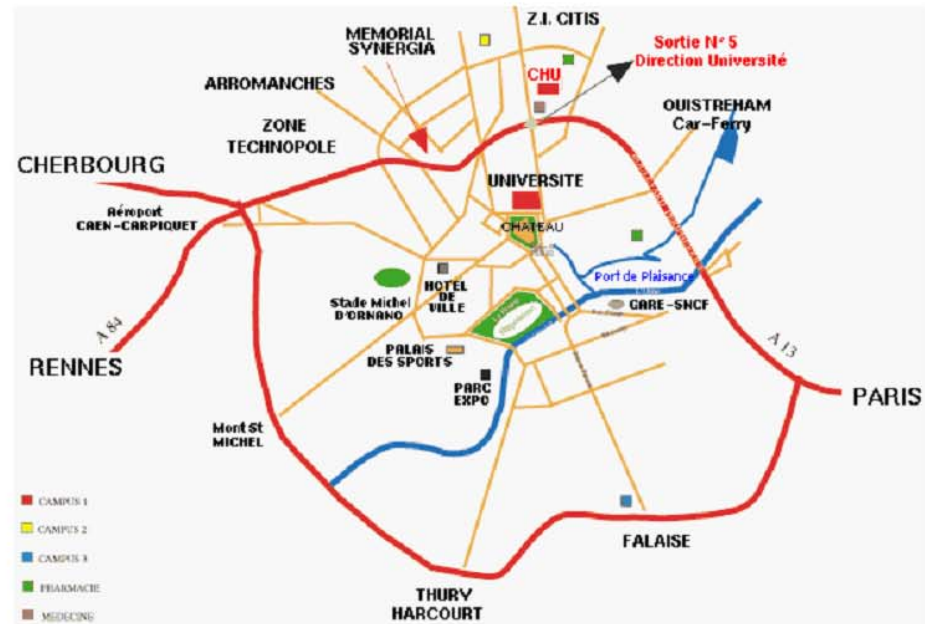 Z.I. CITIS
MEMORIAL
SYNERGIA
Sortie N° 5
Direction Université
CHU
ARROMANCHES
OUISTREHAM
Car-Ferry
ZONE
TECHNOPOLE
CHERBOURG
UNIVERSITE
Aéroport
CAEN-CARPIQUET
CHATEAU
Port de Plaisance
HOTEL
DE
VILLE
Stade Michel
D'ORNANO
GARE-SNCF
A 84
RENNES
PALAIS
DES SPORTS
A 13
PARC
EXPO
PARIS
Mont St
MICHEL
CAMPUS 1
CAMPUS 2
CAMPUS 3
PHARMACIE
MEDECINE
FALAISE
THURY
HARCOURT